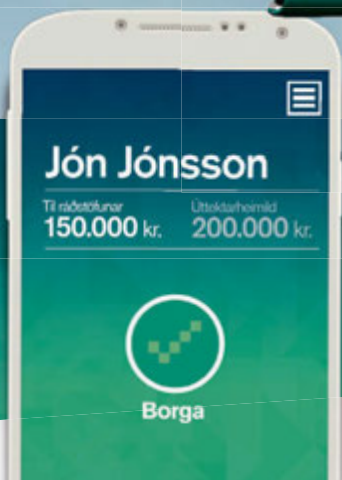 Jón Jónsson
Til ráðstöfunar Úttektarheimild
150.000 kr. 200.000 kr.
Borga